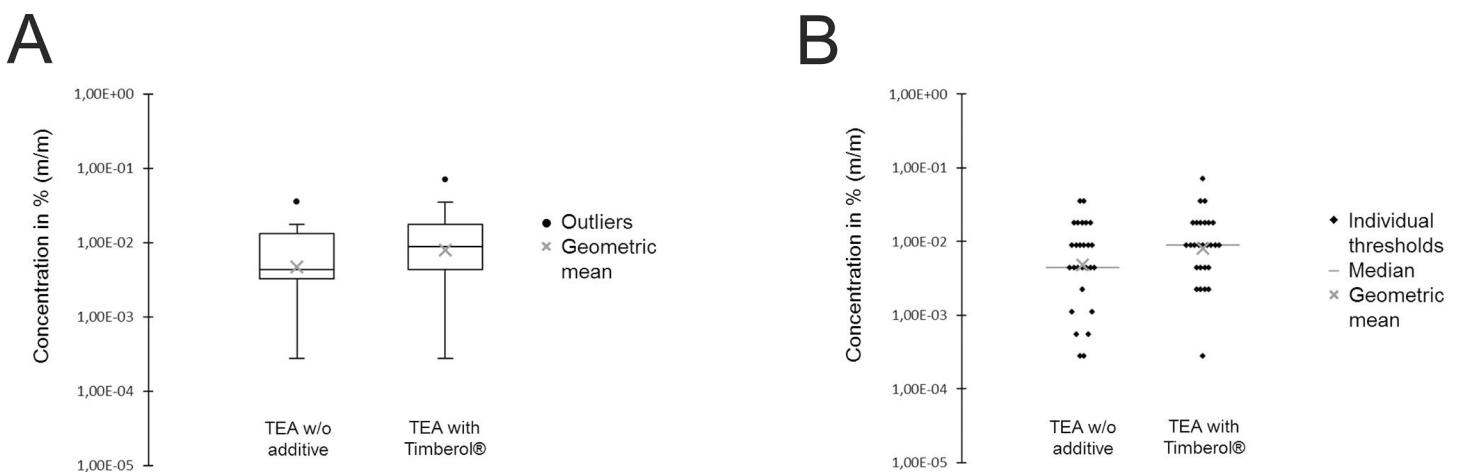 A
Concentration in % (m/m)
1,00E+00
1,00E-01
1,00E-02
1,00E-03
1,00E-04
1,00E-05
TEA w/o
additive
TEA with
Timberol®
Outliers
Geometric
mean
B
Concentration in % (m/m)
1,00E+00
1,00E-01
1,00E-02
1,00E-03
1,00E-04
1,00E-05
TEA w/o
additive
TEA with
Timberol®
Individual
thresholds
Median
Geometric
mean